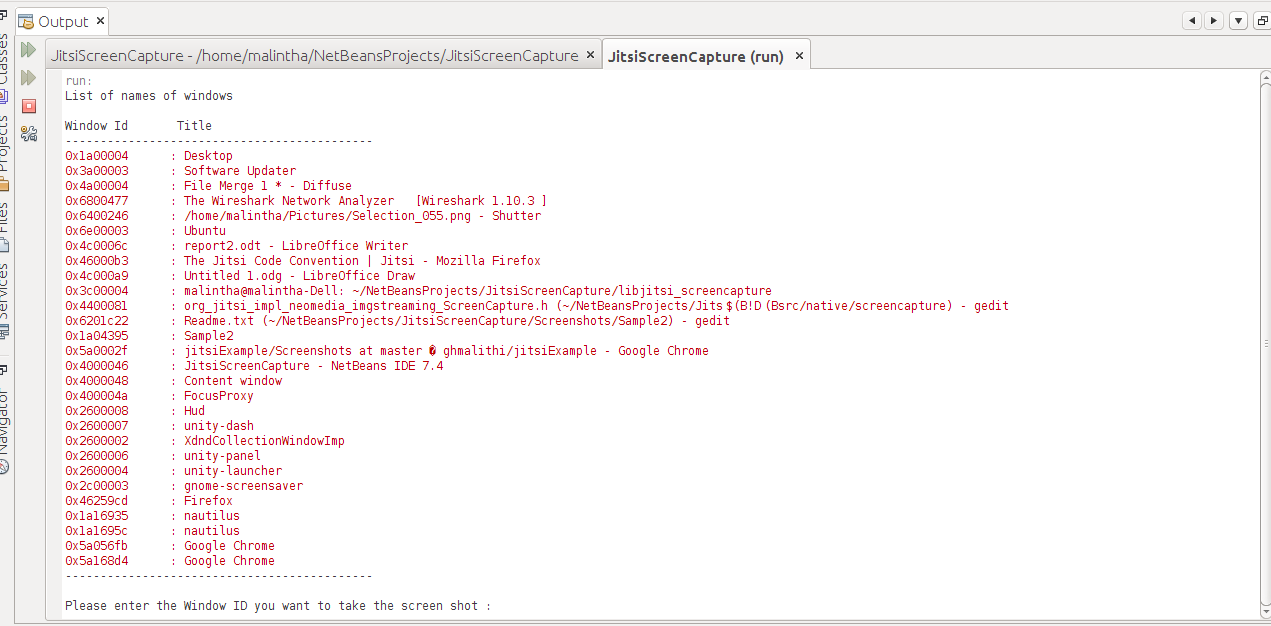 Output
JitsiScreenCapture - /home/malintha/NetBeansProjects/JitsiScreenCapture
JitsiScreenCapture (run)
Classes
Projects
Files
Services
Navigator
run:
List of names of windows
Window Id Title
--------------------------------------------
0x1a00004 : Desktop
0x3a00003 : Software Updater
0x4a00004 : File Merge 1 * - Diffuse
0x6800477 : The Wireshark Network Analyzer [Wireshark 1.10.3 ]
0x6400246 : /home/malintha/Pictures/Selection_055.png - Shutter
0x6e00003 : Ubuntu
0x4c0006c : report2.odt - LibreOffice Writer
0x46000b3 : The Jitsi Code Convention | Jitsi - Mozilla Firefox
0x4c000a9 : Untitled 1.odg - LibreOffice Draw
0x3c00004 : malintha@malintha-Dell: ~/NetBeansProjects/JitsiScreenCapture/libjitsi_screencapture
0x4400081 : org_jitsi_impl_neomedia_imgstreaming_ScreenCapture.h (~/NetBeansProjects/Jits$(B!D(Bsrc/native/screencapture) - gedit
0x6201c22 : Readme.txt (~/NetBeansProjects/JitsiScreenCapture/Screenshots/Sample2) - gedit
0x1a04395 : Sample2
0x5a0002f : jitsiExample/Screenshots at master � ghmalithi/jitsiExample - Google Chrome
0x4000046 : JitsiScreenCapture - NetBeans IDE 7.4
0x4000048 : Content window
0x400004a : FocusProxy
0x2600008 : Hud
0x2600007 : unity-dash
0x2600002 : XdndCollectionWindowImp
0x2600006 : unity-panel
0x2600004 : unity-launcher
0x2c00003 : gnome-screensaver
0x46259cd : Firefox
0x1a16935 : nautilus
0x1a1695c : nautilus
0x5a056fb : Google Chrome
0x5a168d4 : Google Chrome
--------------------------------------------
Please enter the Window ID you want to take the screen shot :